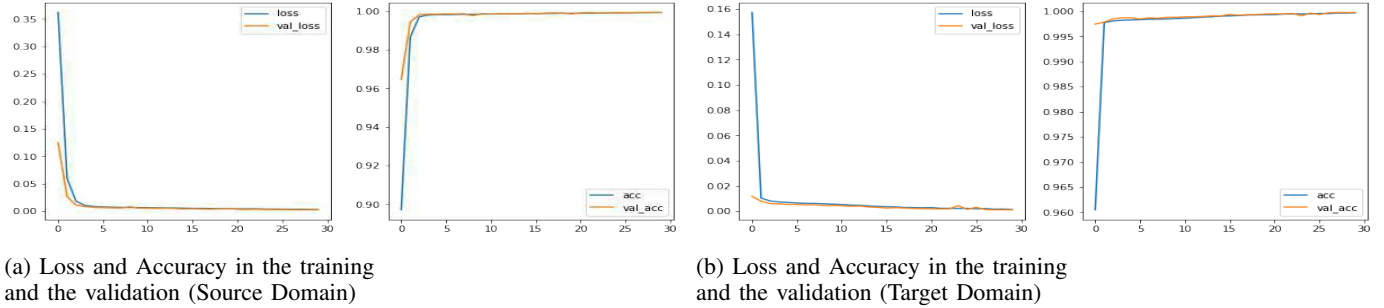 loss
val_loss
0.35
0.30
0.25
0.20
0.15
0.10
0.05
0.00
0 5 10 15 20 25 30
1.00
0.98
0.96
0.94
0.92
0.90
acc
val_acc
0 5 10 15 20 25 30
(a) Loss and Accuracy in the training
and the validation (Source Domain)
loss
val_loss
0.16
0.14
0.12
0.10
0.08
0.06
0.04
0.02
0.00
0 5 10 15 20 25 30
1.000
0.995
0.990
0.985
0.980
0.975
0.970
0.965
0.960
acc
val_acc
0 5 10 15 20 25 30
(b) Loss and Accuracy in the training
and the validation (Target Domain)